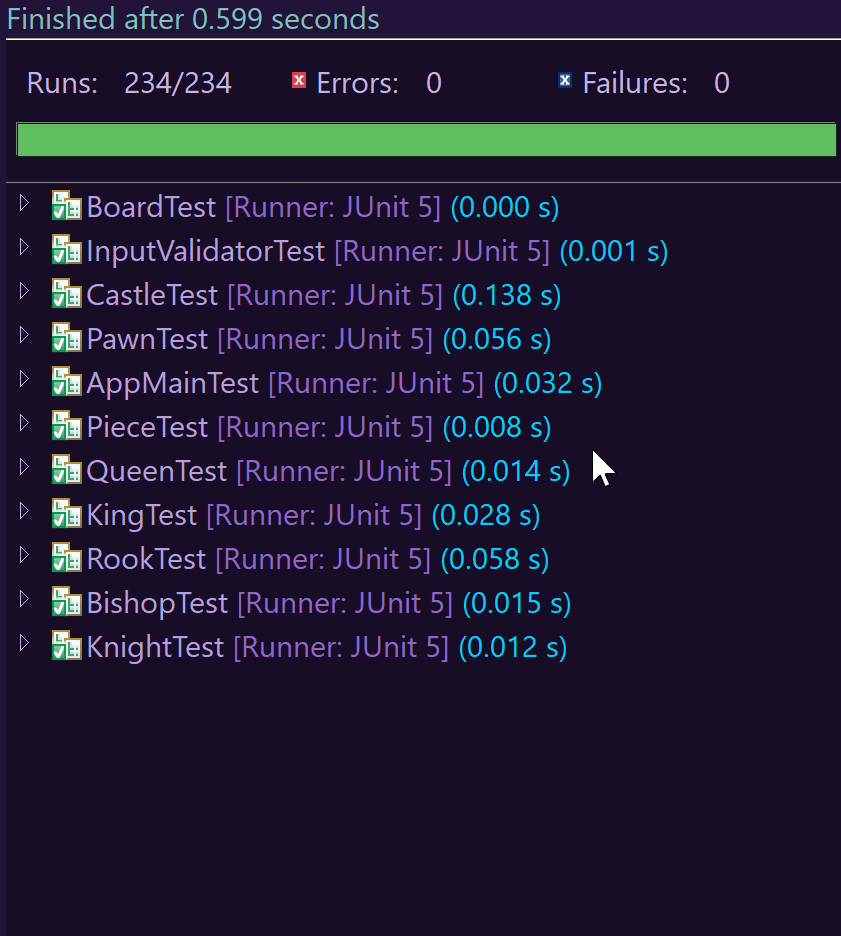 Finished after 0.599 seconds
Runs: 234/234 Errors: 0 Failures: 0
BoardTest [Runner: JUnit 5] (0.000 s)
InputValidatorTest [Runner: JUnit 5] (0.001 s)
CastleTest [Runner: JUnit 5] (0.138 s)
PawnTest [Runner: JUnit 5] (0.056 s)
AppMainTest [Runner: JUnit 5] (0.032 s)
PieceTest [Runner: JUnit 5] (0.008 s)
QueenTest [Runner: JUnit 5] (0.014 s)
KingTest [Runner: JUnit 5] (0.028 s)
RookTest [Runner: JUnit 5] (0.058 s)
BishopTest [Runner: JUnit 5] (0.015 s)
KnightTest [Runner: JUnit 5] (0.012 s)